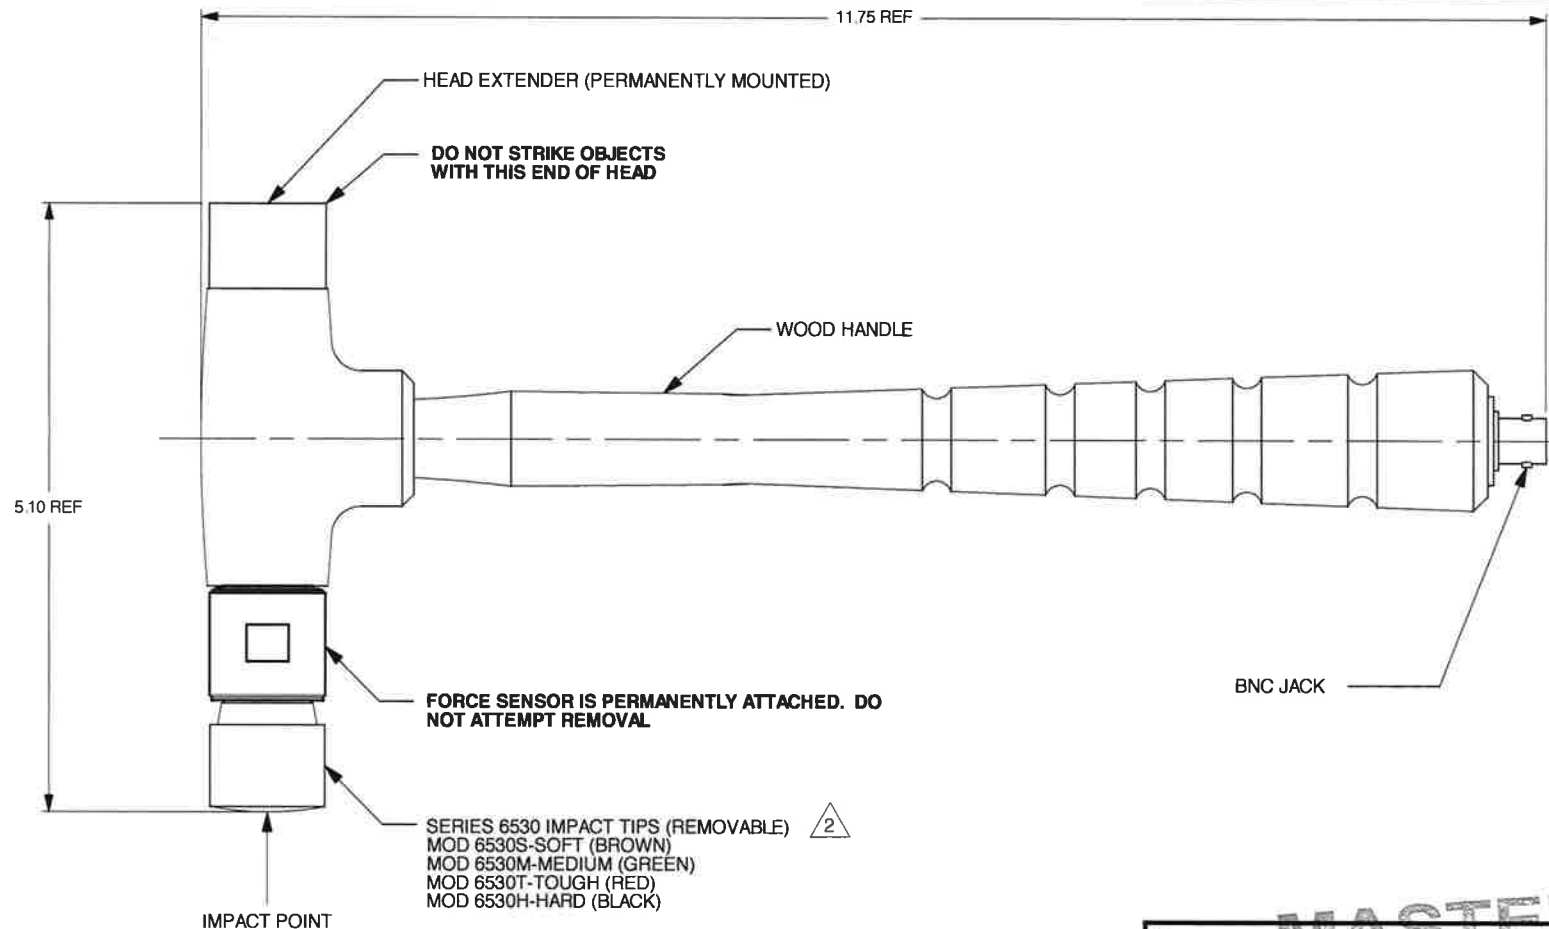 11.75 REF
HEAD EXTENDER (PERMANENTLY MOUNTED)
DO NOT STRIKE OBJECTS
WITH THIS END OF HEAD
WOOD HANDLE
5.10 REF
BNC JACK
FORCE SENSOR IS PERMANENTLY ATTACHED. DO
NOT ATTEMPT REMOVAL
SERIES 6530 IMPACT TIPS (REMOVABLE) 2
MOD 6530S-SOFT (BROWN)
MOD 6530M-MEDIUM (GREEN)
MOD 6530T-TOUGH (RED)
MOD 6530H-HARD (BLACK)
IMPACT POINT